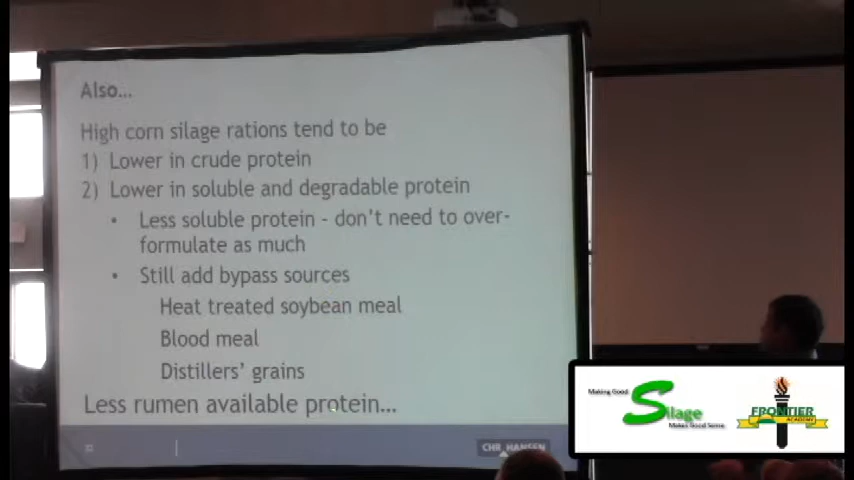 Also...
High corn silage rations tend to be
1) Lower in crude protein
2) Lower in soluble and degradable protein
• Less soluble protein - don't need to over-
formulate as much
• Still add bypass sources
Heat treated soybean meal
Blood meal
Distillers' grains
Less rumen available protein...
CHR HANSEN
Making Good
Silage
Makes Good Sense
FRONTIER
ACADEMY